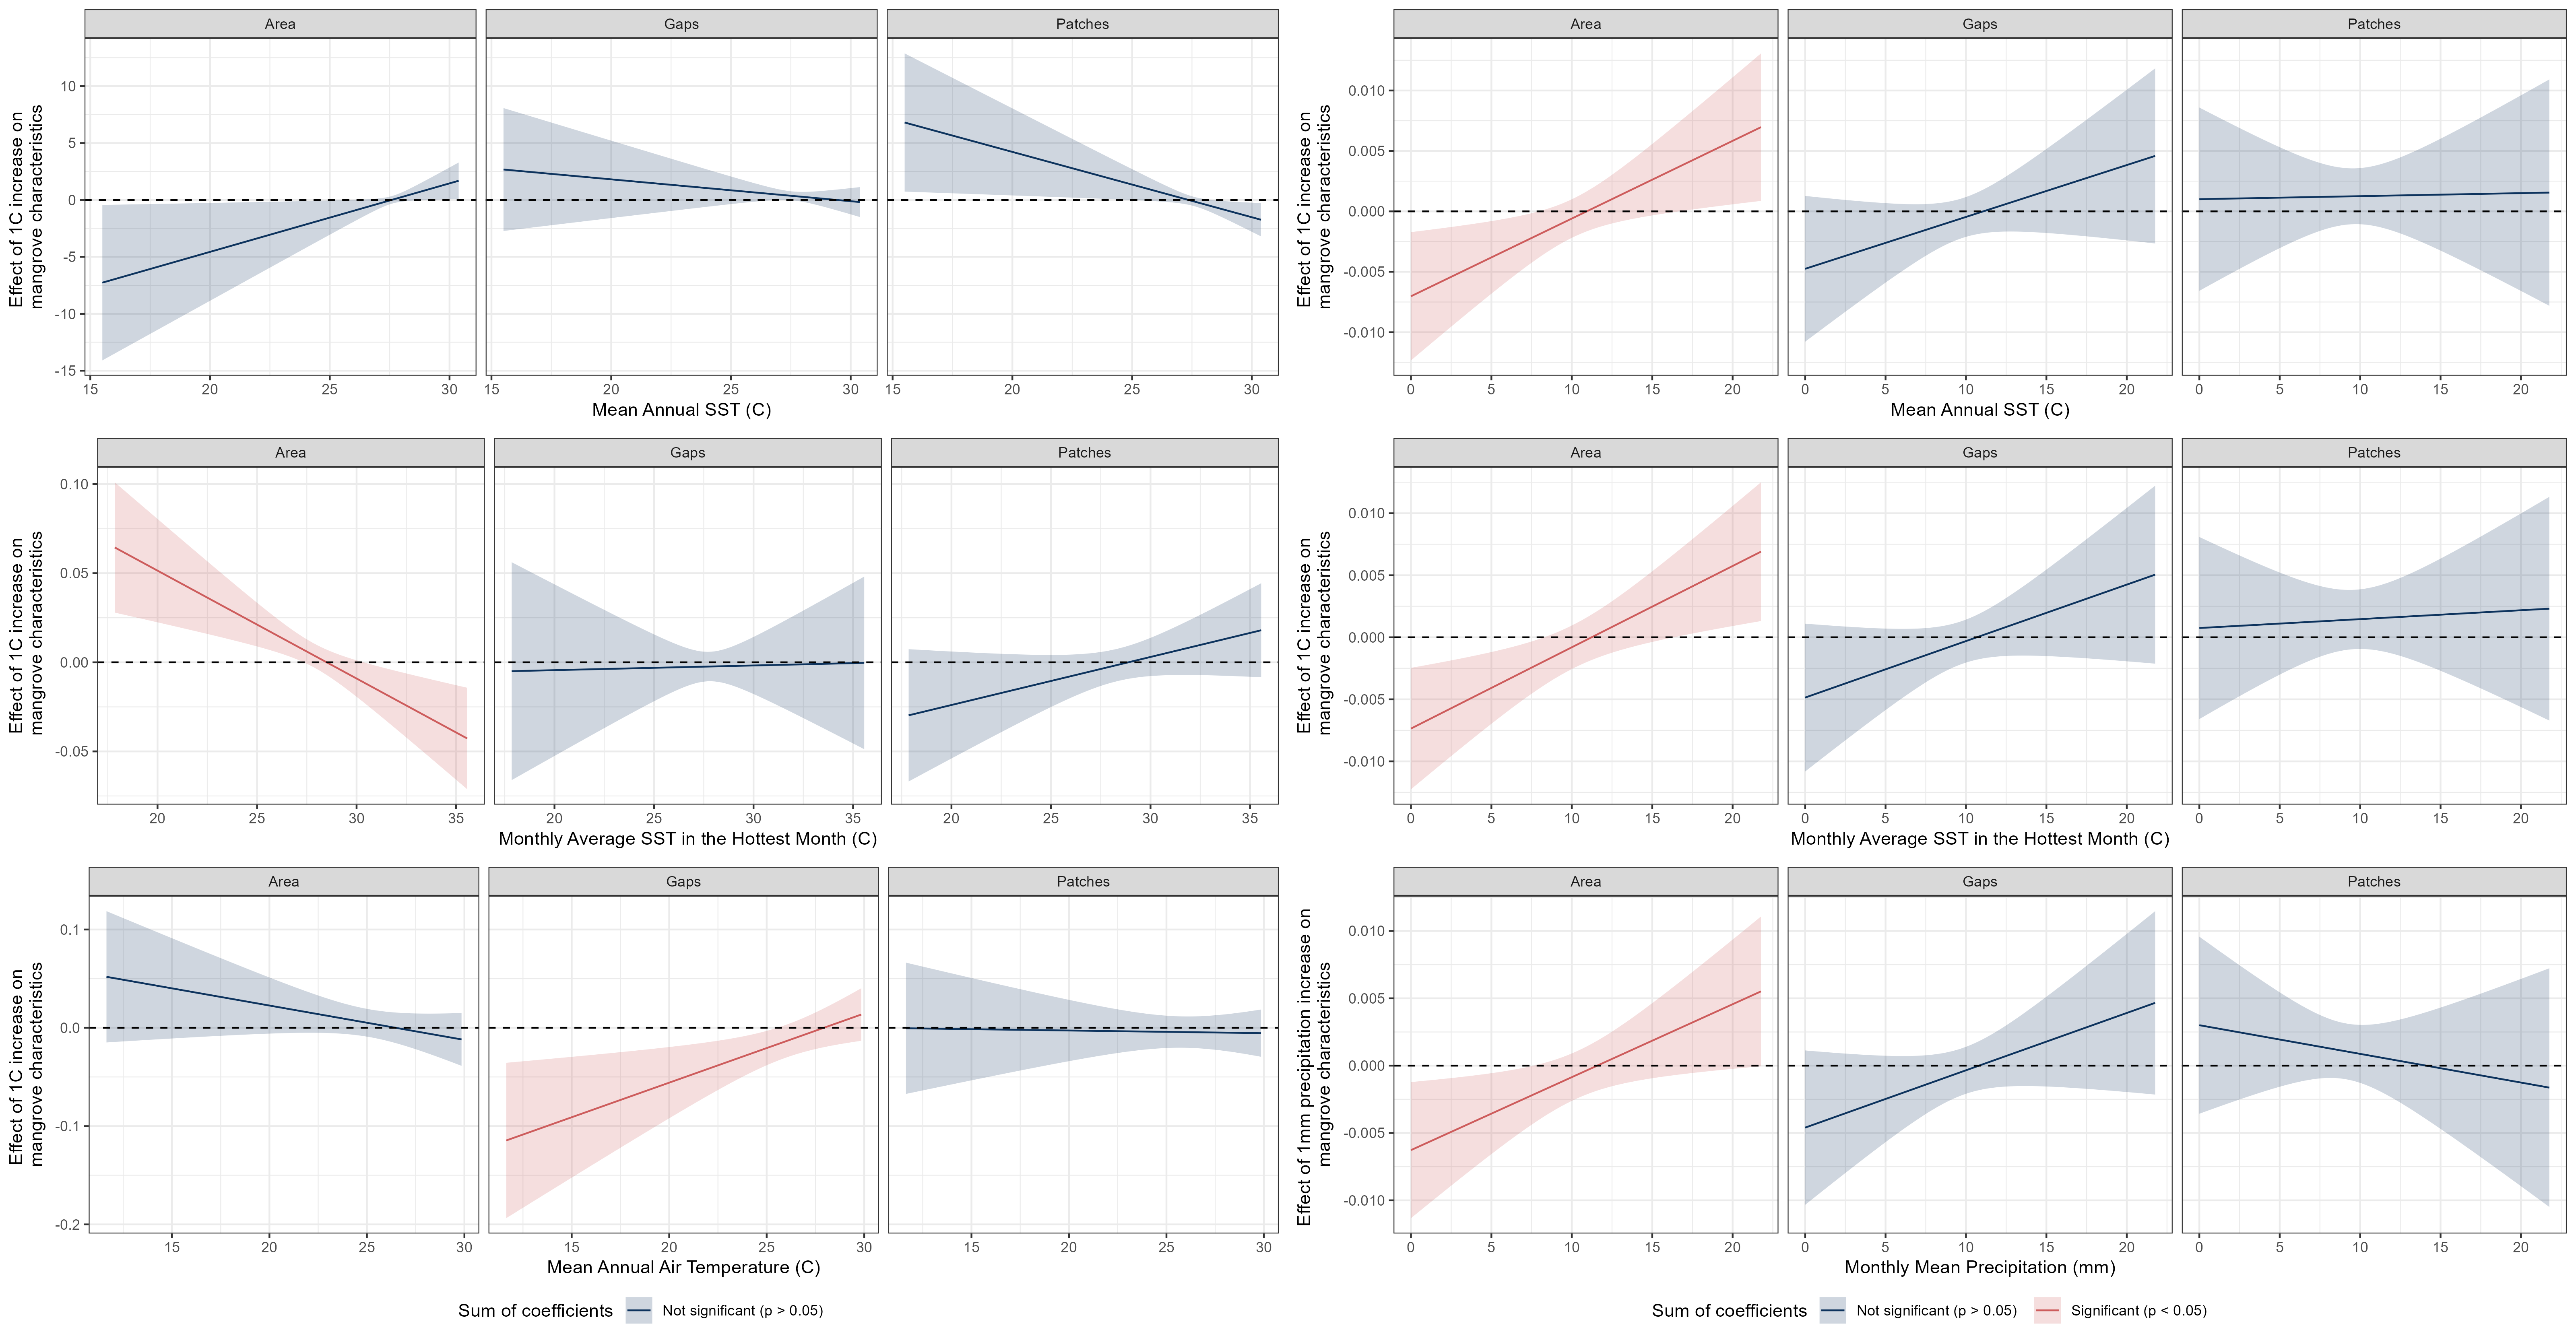 Area Gaps Patches
10
5
0
-5
-10
-15
Effect of 1C increase on
mangrove characteristics
15 20 25 30 15 20 25 30 15 20 25 30
Mean Annual SST (C)
Area Gaps Patches
0.010
0.005
0.000
-0.005
-0.010
Effect of 1C increase on
mangrove characteristics
0 5 10 15 20 0 5 10 15 20 0 5 10 15 20
Mean Annual SST (C)
Area Gaps Patches
0.10
0.05
0.00
-0.05
Effect of 1C increase on
mangrove characteristics
20 25 30 35 20 25 30 35 20 25 30 35
Monthly Average SST in the Hottest Month (C)
Area Gaps Patches
0.010
0.005
0.000
-0.005
-0.010
Effect of 1C increase on
mangrove characteristics
0 5 10 15 20 0 5 10 15 20 0 5 10 15 20
Monthly Average SST in the Hottest Month (C)
Area Gaps Patches
0.1
0.0
-0.1
-0.2
Effect of 1C increase on
mangrove characteristics
15 20 25 30 15 20 25 30 15 20 25 30
Mean Annual Air Temperature (C)
Area Gaps Patches
0.010
0.005
0.000
-0.005
-0.010
Effect of 1mm precipitation increase on
mangrove characteristics
0 5 10 15 20 0 5 10 15 20 0 5 10 15 20
Monthly Mean Precipitation (mm)
Sum of coefficients Not significant (p > 0.05)
Sum of coefficients Not significant (p > 0.05) Significant (p < 0.05)